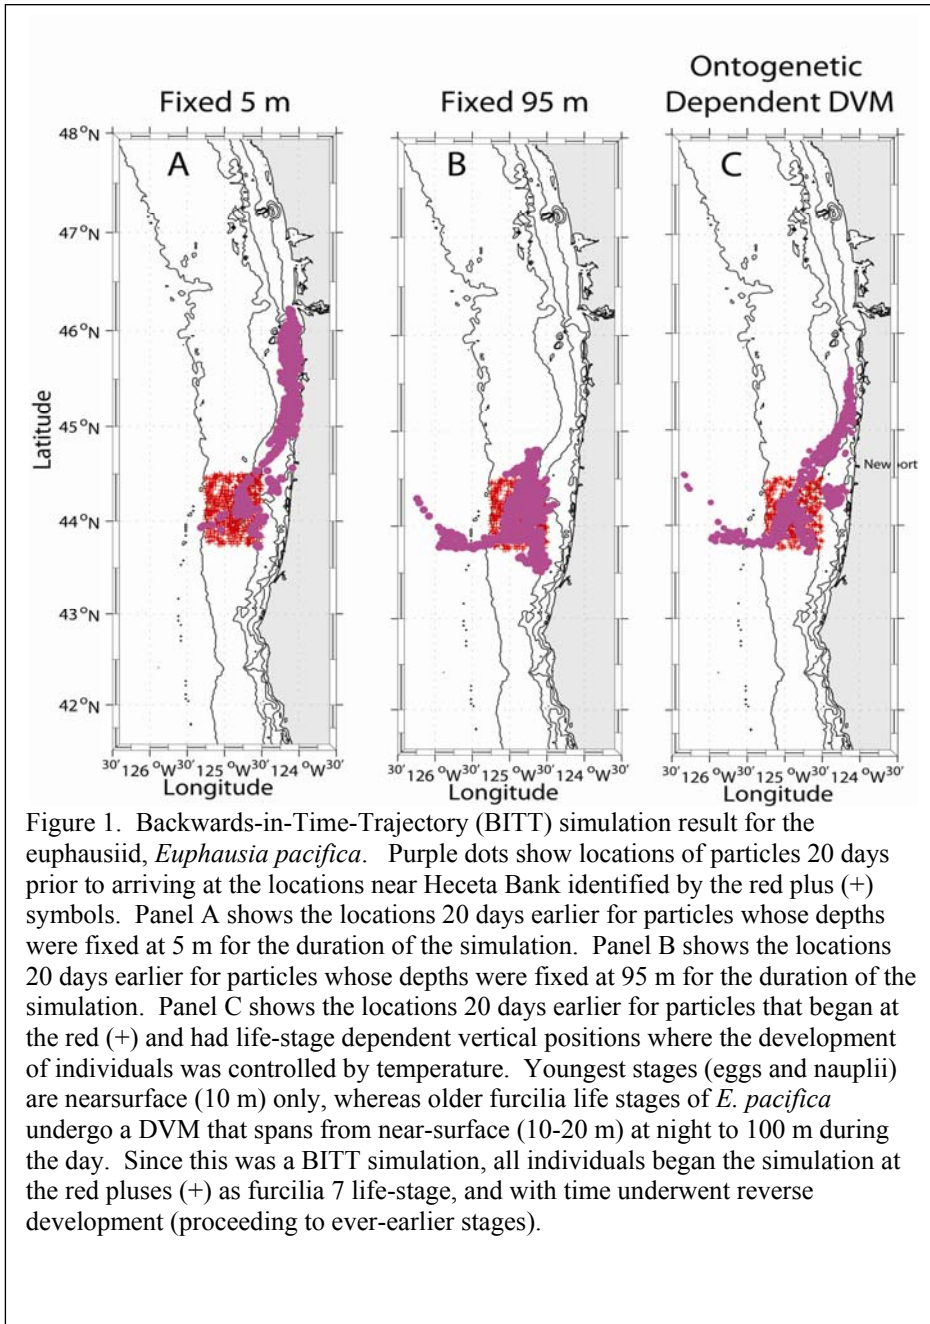 Ontogenetic
Fixed 5 m Fixed 95 m Dependent DVM
48°N
A B C
47°N
46°N
Latitude
45°N
Newport
44°N
43°N
42°N
30' 126°W 30' 125°W 30' 124°W 30' 30' 126°W 30' 125°W 30' 124°W 30' 30' 126°W 30' 125°W 30' 124°W 30'
Longitude Longitude Longitude
Figure 1. Backwards-in-Time-Trajectory (BITT) simulation result for the
euphausiid, Euphausia pacifica. Purple dots show locations of particles 20 days
prior to arriving at the locations near Heceta Bank identified by the red plus (+)
symbols. Panel A shows the locations 20 days earlier for particles whose depths
were fixed at 5 m for the duration of the simulation. Panel B shows the locations
20 days earlier for particles whose depths were fixed at 95 m for the duration of the
simulation. Panel C shows the locations 20 days earlier for particles that began at
the red (+) and had life-stage dependent vertical positions where the development
of individuals was controlled by temperature. Youngest stages (eggs and nauplii)
are nearsurface (10 m) only, whereas older furcilia life stages of E. pacifica
undergo a DVM that spans from near-surface (10-20 m) at night to 100 m during
the day. Since this was a BITT simulation, all individuals began the simulation at
the red pluses (+) as furcilia 7 life-stage, and with time underwent reverse
development (proceeding to ever-earlier stages).